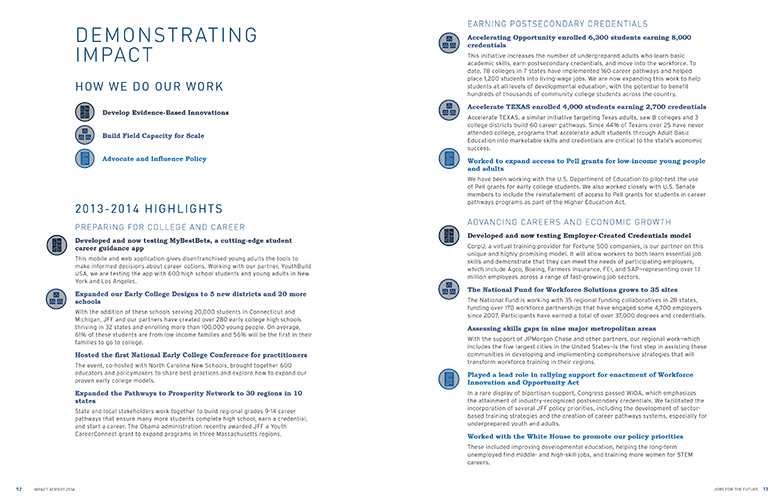 DEMONSTRATING
IMPACT
HOW WE DO OUR WORK
Develop Evidence-Based Innovations
Build Field Capacity for Scale
Advocate and Influence Policy
2013-2014 HIGHLIGHTS
PREPARING FOR COLLEGE AND CAREER
Developed and now testing MyBestBets, a cutting-edge student
career guidance app
This mobile and web application gives disenfranchised young adults the tools to
make informed decisions about career options. Working with our partner, YouthBuild
USA, we are testing the app with 600 high school students and young adults in New
York and Los Angeles.
Expanded our Early College Designs to 5 new districts and 20 more
schools
With the addition of these schools serving 20,000 students in Connecticut and
Michigan, JFF and our partners have created over 280 early college high schools
thriving in 32 states and enrolling more than 100,000 young people. On average,
61% of these students are from low-income families and 56% will be the first in their
families to go to college.
Hosted the first National Early College Conference for practitioners
The event, co-hosted with North Carolina New Schools, brought together 600
educators and policymakers to share best practices and explore how to expand our
proven early college models.
Expanded the Pathways to Prosperity Network to 30 regions in 10
states
State and local stakeholders work together to build regional grades 9-14 career
pathways that ensure many more students complete high school, earn a credential,
and start a career. The Obama administration recently awarded JFF a Youth
CareerConnect grant to expand programs in three Massachusetts regions.
12 IMPACT REPORT 2014
EARNING POSTSECONDARY CREDENTIALS
Accelerating Opportunity enrolled 6,300 students earning 8,000
credentials
This initiative increases the number of underprepared adults who learn basic
academic skills, earn postsecondary credentials, and move into the workforce. To
date, 78 colleges in 7 states have implemented 160 career pathways and helped
place 1,200 students into living-wage jobs. We are now expanding this work to help
students at all levels of developmental education, with the potential to benefit
hundreds of thousands of community college students across the country.
Accelerate TEXAS enrolled 4,000 students earning 2,700 credentials
Accelerate TEXAS, a similar initiative targeting Texas adults, saw 8 colleges and 3
college districts build 60 career pathways. Since 44% of Texans over 25 have never
attended college, programs that accelerate adult students through Adult Basic
Education into marketable skills and credentials are critical to the state's economic
success.
Worked to expand access to Pell grants for low-income young people
and adults
We have been working with the U.S. Department of Education to pilot-test the use
of Pell grants for early college students. We also worked closely with U.S. Senate
members to include the reinstatement of access to Pell grants for students in career
pathways programs as part of the Higher Education Act.
ADVANCING CAREERS AND ECONOMIC GROWTH
Developed and now testing Employer-Created Credentials model
CorpU, a virtual training provider for Fortune 500 companies, is our partner on this
unique and highly promising model. It will allow workers to both learn essential job
skills and demonstrate that they can meet the needs of participating employers,
which include Agco, Boeing, Farmers Insurance, FEI, and SAP—representing over 1.1
million employees across a range of fast-growing job sectors.
The National Fund for Workforce Solutions grows to 35 sites
The National Fund is working with 35 regional funding collaboratives in 28 states,
funding over 170 workforce partnerships that have engaged some 4,700 employers
since 2007. Participants have earned a total of over 37,000 degrees and credentials.
Assessing skills gaps in nine major metropolitan areas
With the support of JPMorgan Chase and other partners, our regional work—which
includes the five largest cities in the United States—is the first step in assisting these
communities in developing and implementing comprehensive strategies that will
transform workforce training in their regions.
Played a lead role in rallying support for enactment of Workforce
Innovation and Opportunity Act
In a rare display of bipartisan support, Congress passed WIOA, which emphasizes
the attainment of industry-recognized postsecondary credentials. We facilitated the
incorporation of several JFF policy priorities, including the development of sector-
based training strategies and the creation of career pathways systems, especially for
underprepared youth and adults.
Worked with the White House to promote our policy priorities
These included improving developmental education, helping the long-term
unemployed find middle- and high-skill jobs, and training more women for STEM
careers.
JOBS FOR THE FUTURE 13